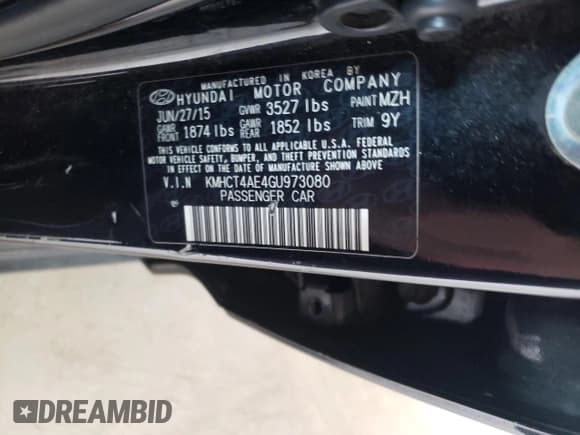 MANUFACTURED IN KOREA BY
HYUNDAI MOTOR COMPANY
JUN/27/15 GVWR 3527 lbs PAINT MZH
GAWR FRONT 1874 lbs GAWR REAR 1852 lbs TRIM 9Y
THIS VEHICLE CONFORMS TO ALL APPLICABLE U.S.A. FEDERAL
MOTOR VEHICLE SAFETY, BUMPER, AND THEFT PREVENTION
STANDARDS IN EFFECT ON THE DATE OF MANUFACTURE SHOWN ABOVE
V.I.N KMHCT4AE4GU973080
PASSENGER CAR
DREAMBID